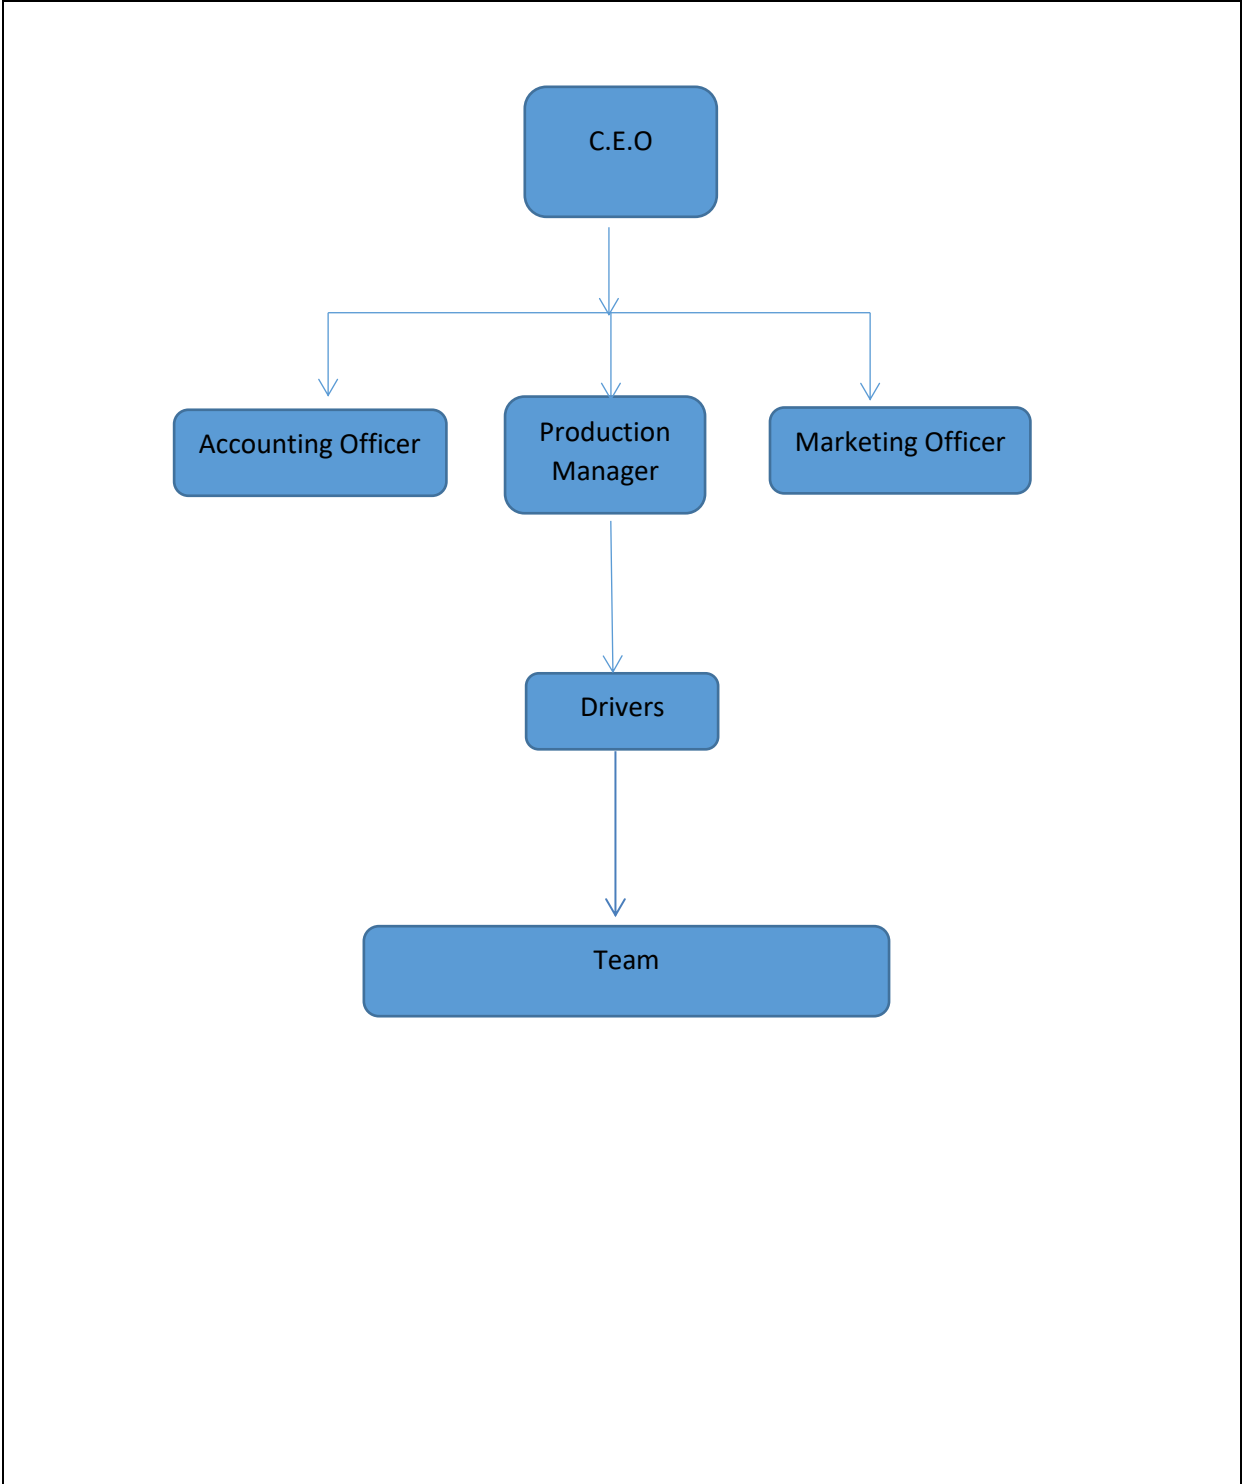 C.E.O
Accounting Officer
Production
Manager
Marketing Officer
Drivers
Team